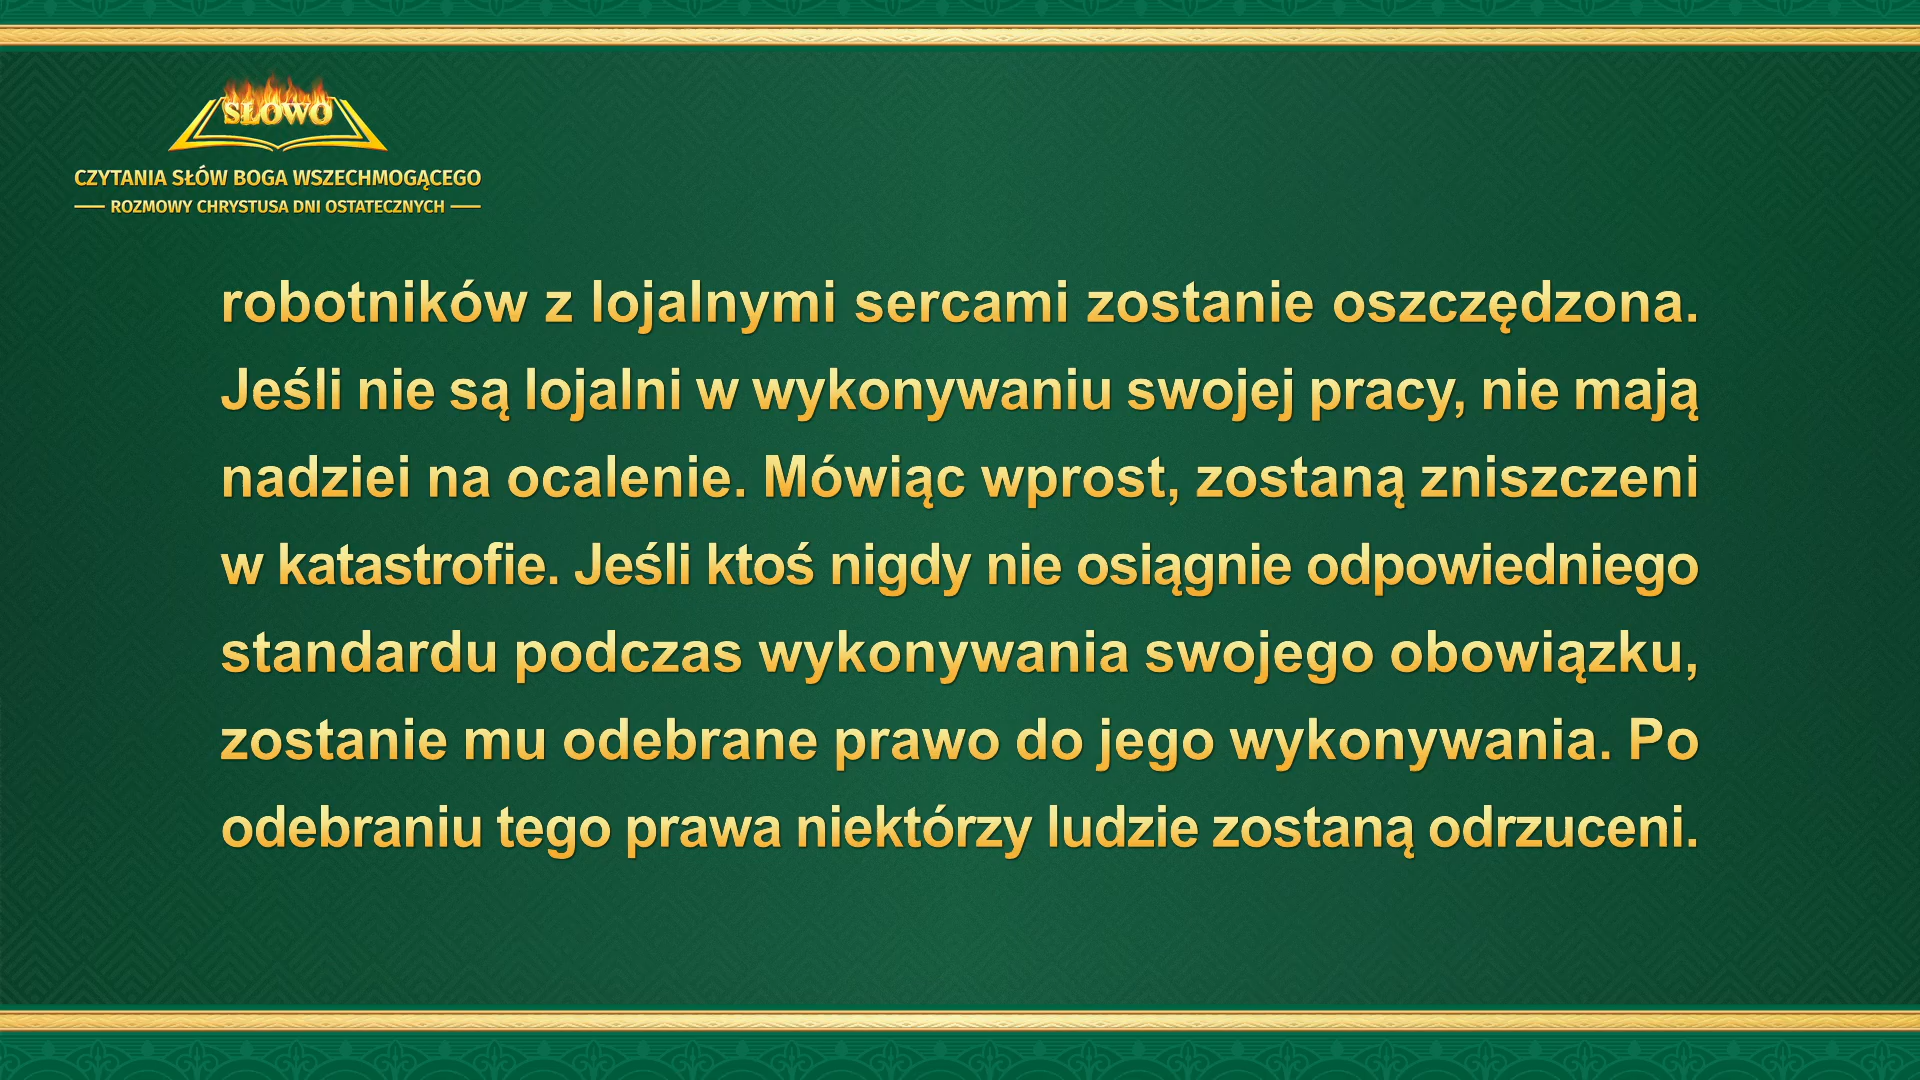 SŁOWO
CZYTANIA SŁÓW BOGA WSZECHMOGĄCEGO
ROZMOWY CHRYSTUSA DNI OSTATECZNYCH
robotników z lojalnymi sercami zostanie oszczędzona.
Jeśli nie są lojalni w wykonywaniu swojej pracy, nie mają
nadziei na ocalenie. Mówiąc wprost, zostaną zniszczeni
w katastrofie. Jeśli ktoś nigdy nie osiągnie odpowiedniego
standardu podczas wykonywania swojego obowiązku,
zostanie mu odebrane prawo do jego wykonywania. Po
odebraniu tego prawa niektórzy ludzie zostaną odrzuceni.